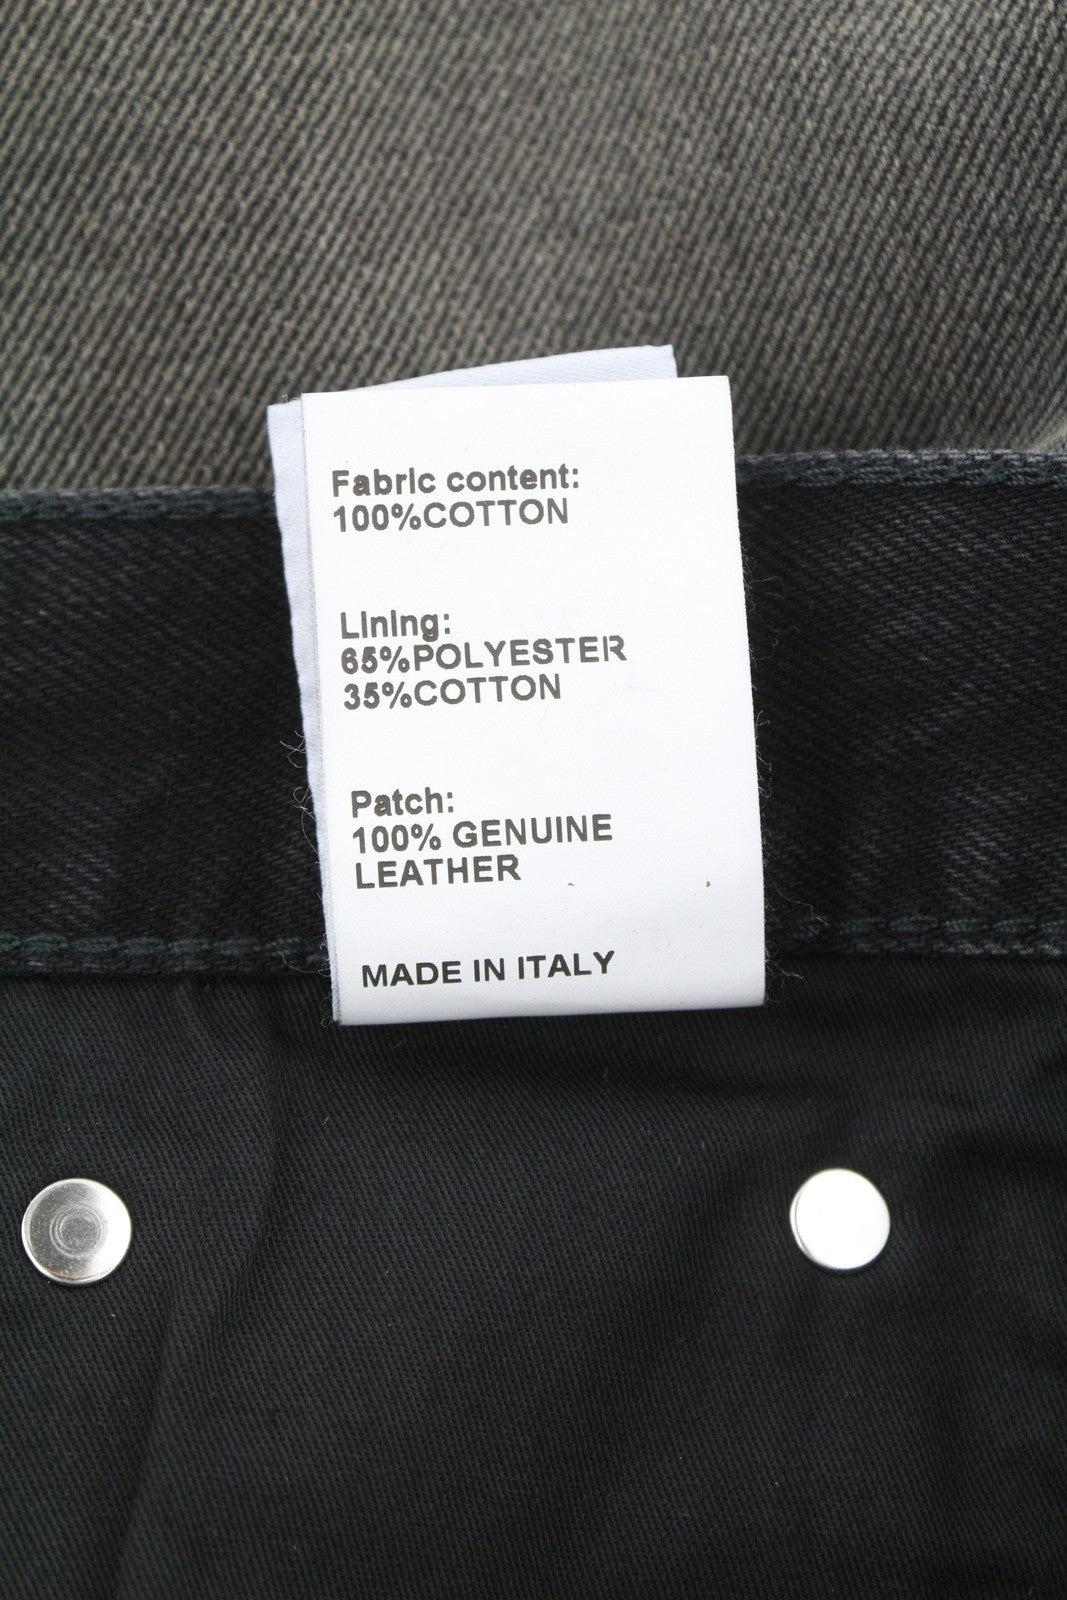 Fabric content:
100%COTTON
Lining:
65%POLYESTER
35%COTTON
Patch:
100% GENUINE
LEATHER
MADE IN ITALY